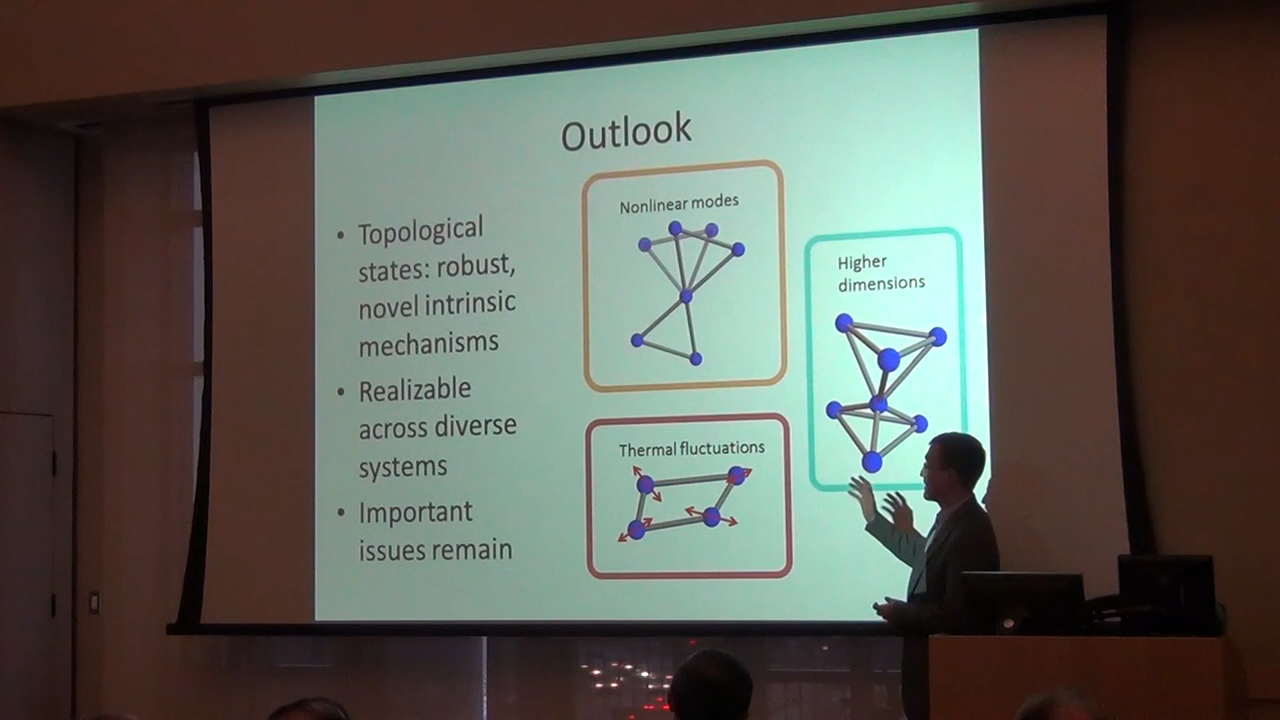 Outlook
• Topological
states: robust,
novel intrinsic
mechanisms
• Realizable
across diverse
systems
• Important
issues remain
Nonlinear modes
Thermal fluctuations
Higher
dimensions